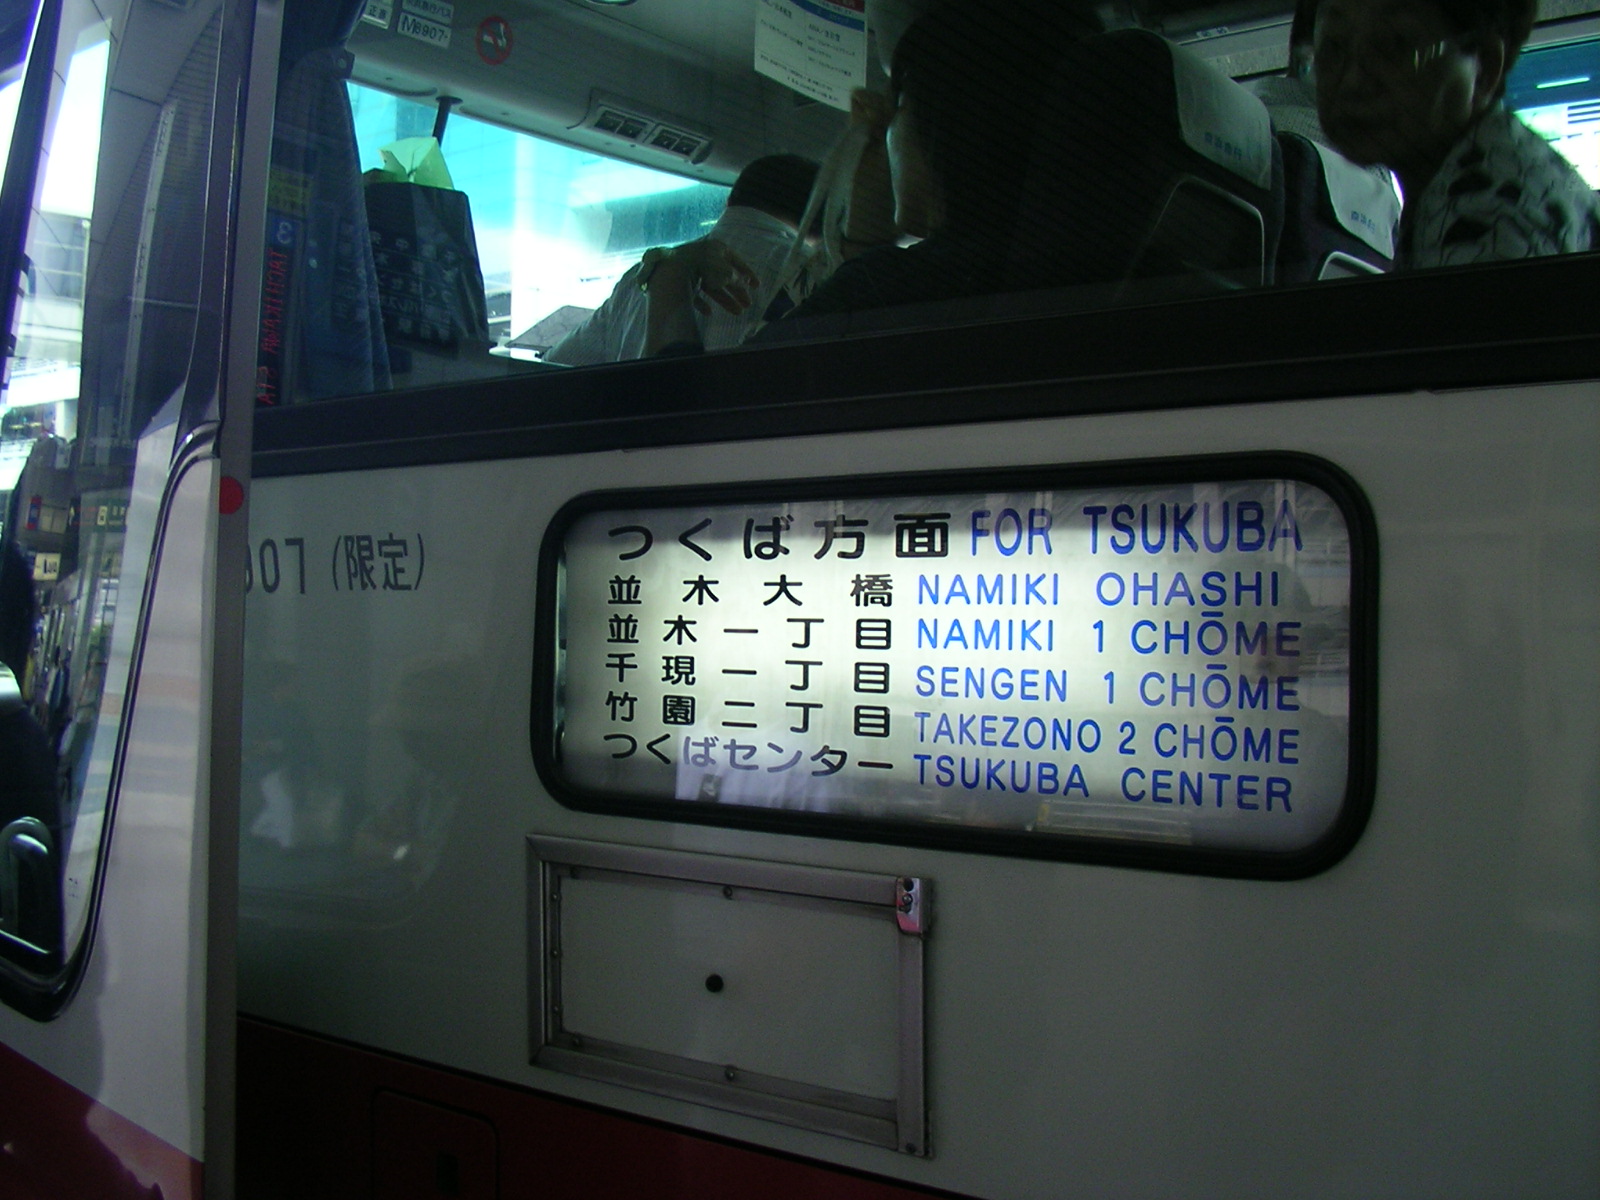 M8907-
907 (限定)
つくば方面 FOR TSUKUBA
並木大橋 NAMIKI OHASHI
並木一丁目 NAMIKI 1 CHŌME
千現一丁目 SENGEN 1 CHŌME
竹園二丁目 TAKEZONO 2 CHŌME
つくばセンター TSUKUBA CENTER